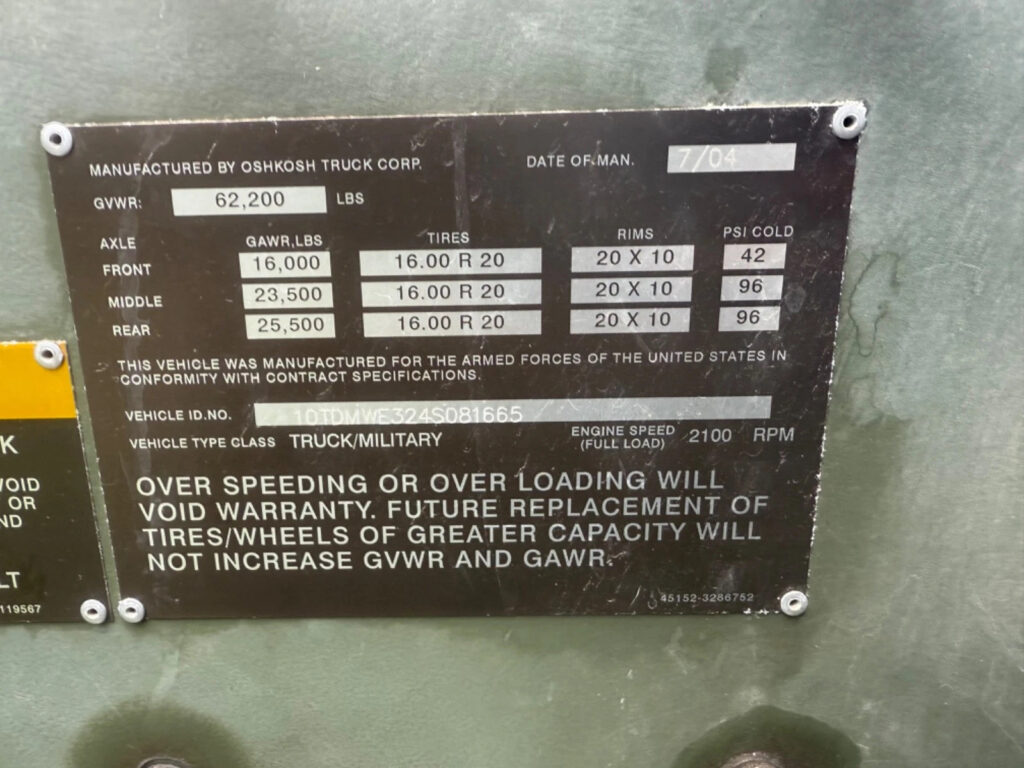 MANUFACTURED BY OSHKOSH TRUCK CORP. DATE OF MAN. 7/04
GVWR: 62,200 LBS
AXLE GAWR,LBS TIRES RIMS PSI COLD
FRONT 16,000 16.00 R 20 20 X 10 42
MIDDLE 23,500 16.00 R 20 20 X 10 96
REAR 25,500 16.00 R 20 20 X 10 96
THIS VEHICLE WAS MANUFACTURED FOR THE ARMED FORCES OF THE UNITED STATES IN
CONFORMITY WITH CONTRACT SPECIFICATIONS.
VEHICLE ID.NO. 10TDMWE324S081665
VEHICLE TYPE CLASS TRUCK/MILITARY ENGINE SPEED (FULL LOAD) 2100 RPM
OVER SPEEDING OR OVER LOADING WILL
VOID WARRANTY. FUTURE REPLACEMENT OF
TIRES/WHEELS OF GREATER CAPACITY WILL
NOT INCREASE GVWR AND GAWR.
45152-3286752
K
VOID
OR
ND
LT
119567